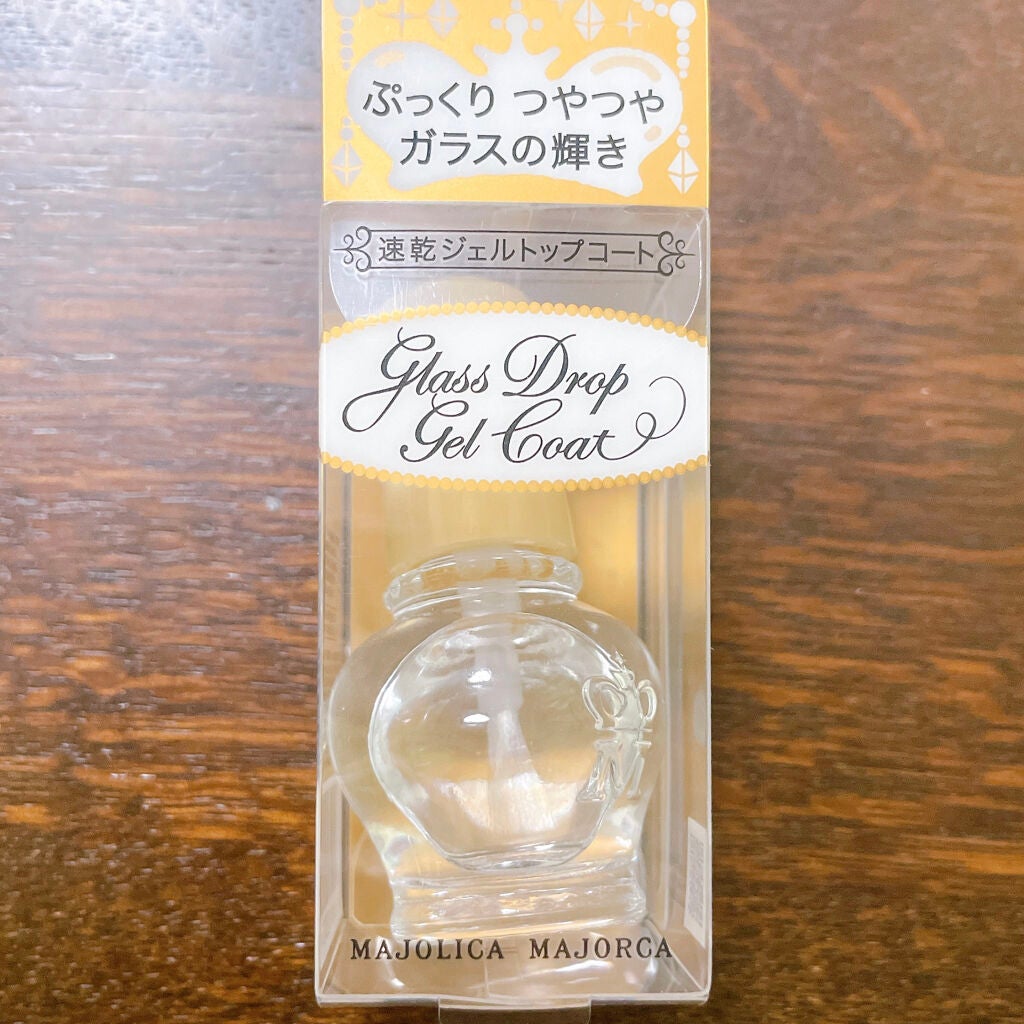 ぷっくり つやつや
ガラスの輝き
速乾ジェルトップコート
Glass Drop
Gel Coat
M
MAJOLICA MAJORCA